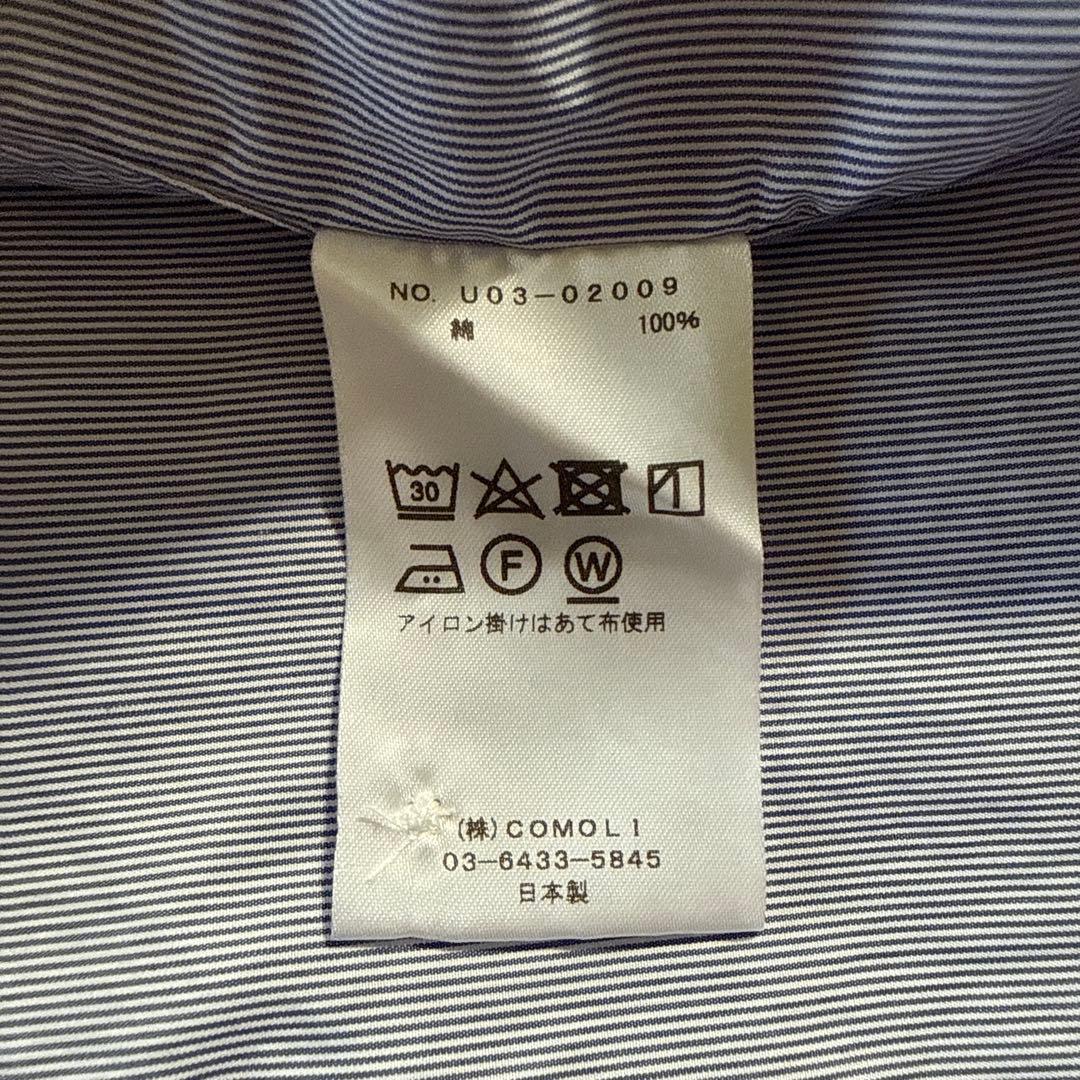 NO. U03-02009
綿 100%
30
F W
アイロン掛けはあて布使用
(株)COMOLI
03-6433-5845
日本製